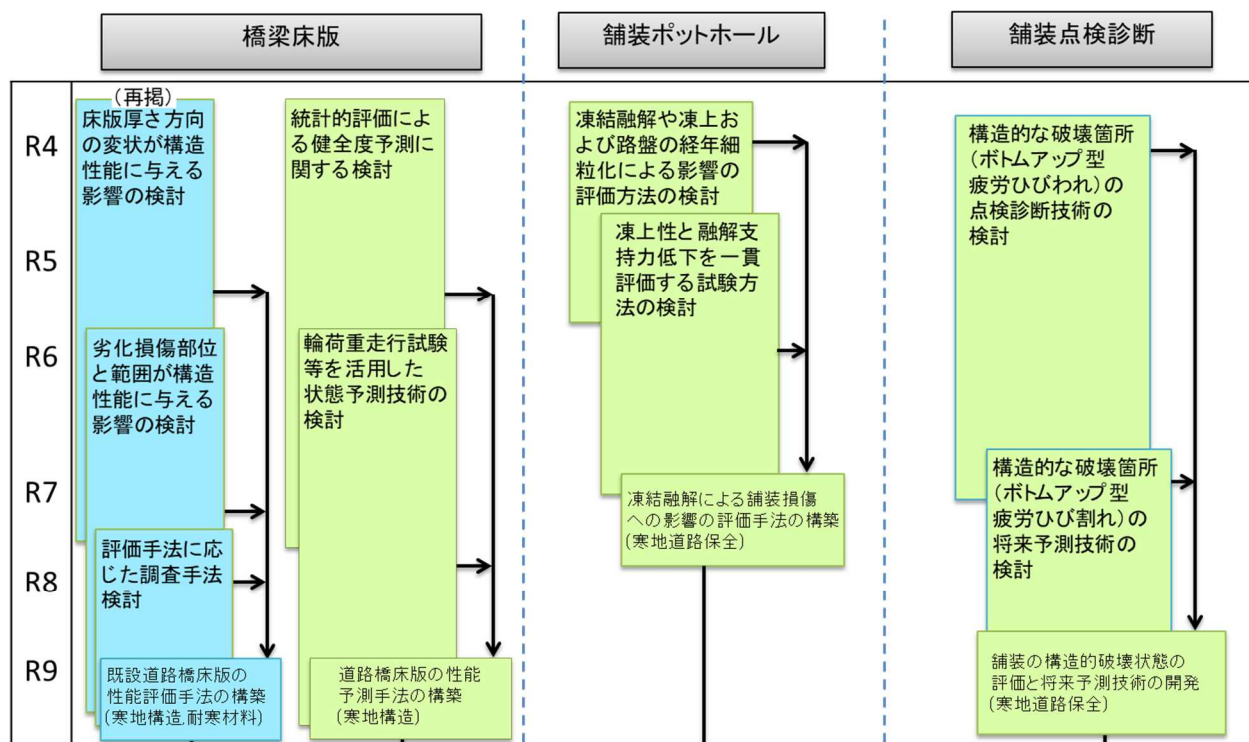 橋梁床版
舗装ポットホール
舗装点検診断
R4
R5
R6
R7
R8
R9
(再掲)
床版厚さ方向
の変状が構造
性能に与える
影響の検討
劣化損傷部位
と範囲が構造
性能に与える
影響の検討
評価手法に応
じた調査手法
検討
既設道路橋床版の
性能評価手法の構築
(寒地構造,耐寒材料)
統計的評価によ
る健全度予測に
関する検討
輪荷重走行試験
等を活用した
状態予測技術の
検討
道路橋床版の性能
予測手法の構築
(寒地構造)
凍結融解や凍上お
よび路盤の経年細
粒化による影響の
評価方法の検討
凍上性と融解支
持力低下を一貫
評価する試験方
法の検討
凍結融解による舗装損傷
への影響の評価手法の構築
(寒地道路保全)
構造的な破壊箇所
(ボトムアップ型
疲労ひびわれ)の
点検診断技術の
検討
構造的な破壊箇所
(ボトムアップ型
疲労ひび割れ)の
将来予測技術の
検討
舗装の構造的破壊状態の
評価と将来予測技術の開発
(寒地道路保全)